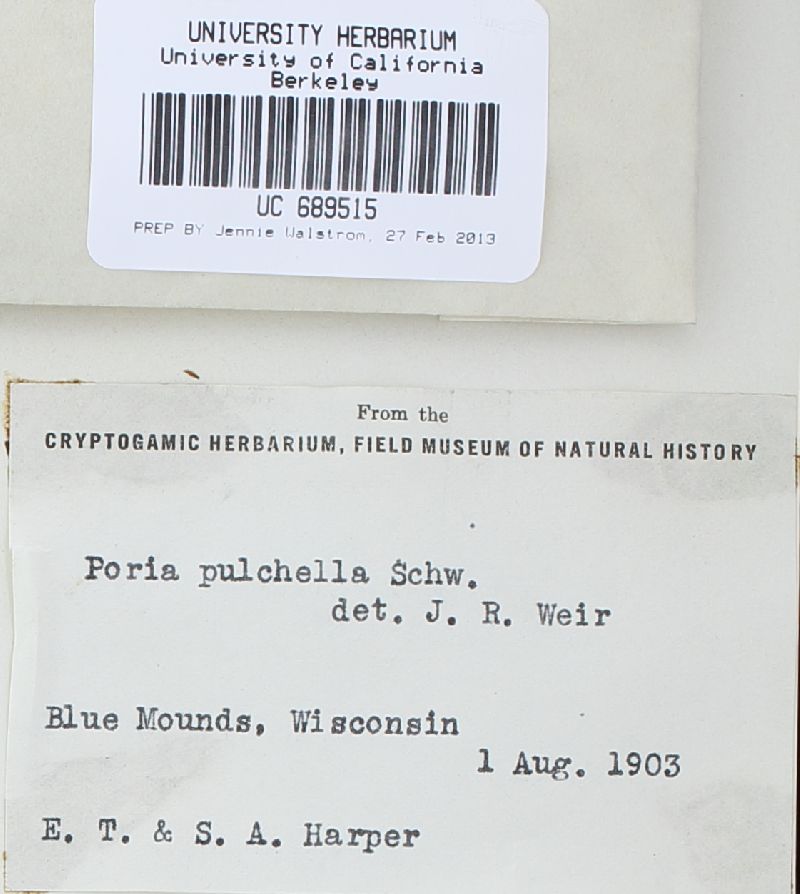 UNIVERSITY HERBARIUM
University of California
Berkeley
UC 689515
PREP BY Jennie Walstrom, 27 Feb 2013
From the
CRYPTOGAMIC HERBARIUM, FIELD MUSEUM OF NATURAL HISTORY
Poria pulchella Schw.
det. J. R. Weir
Blue Mounds, Wisconsin
1 Aug. 1903
E. T. & S. A. Harper